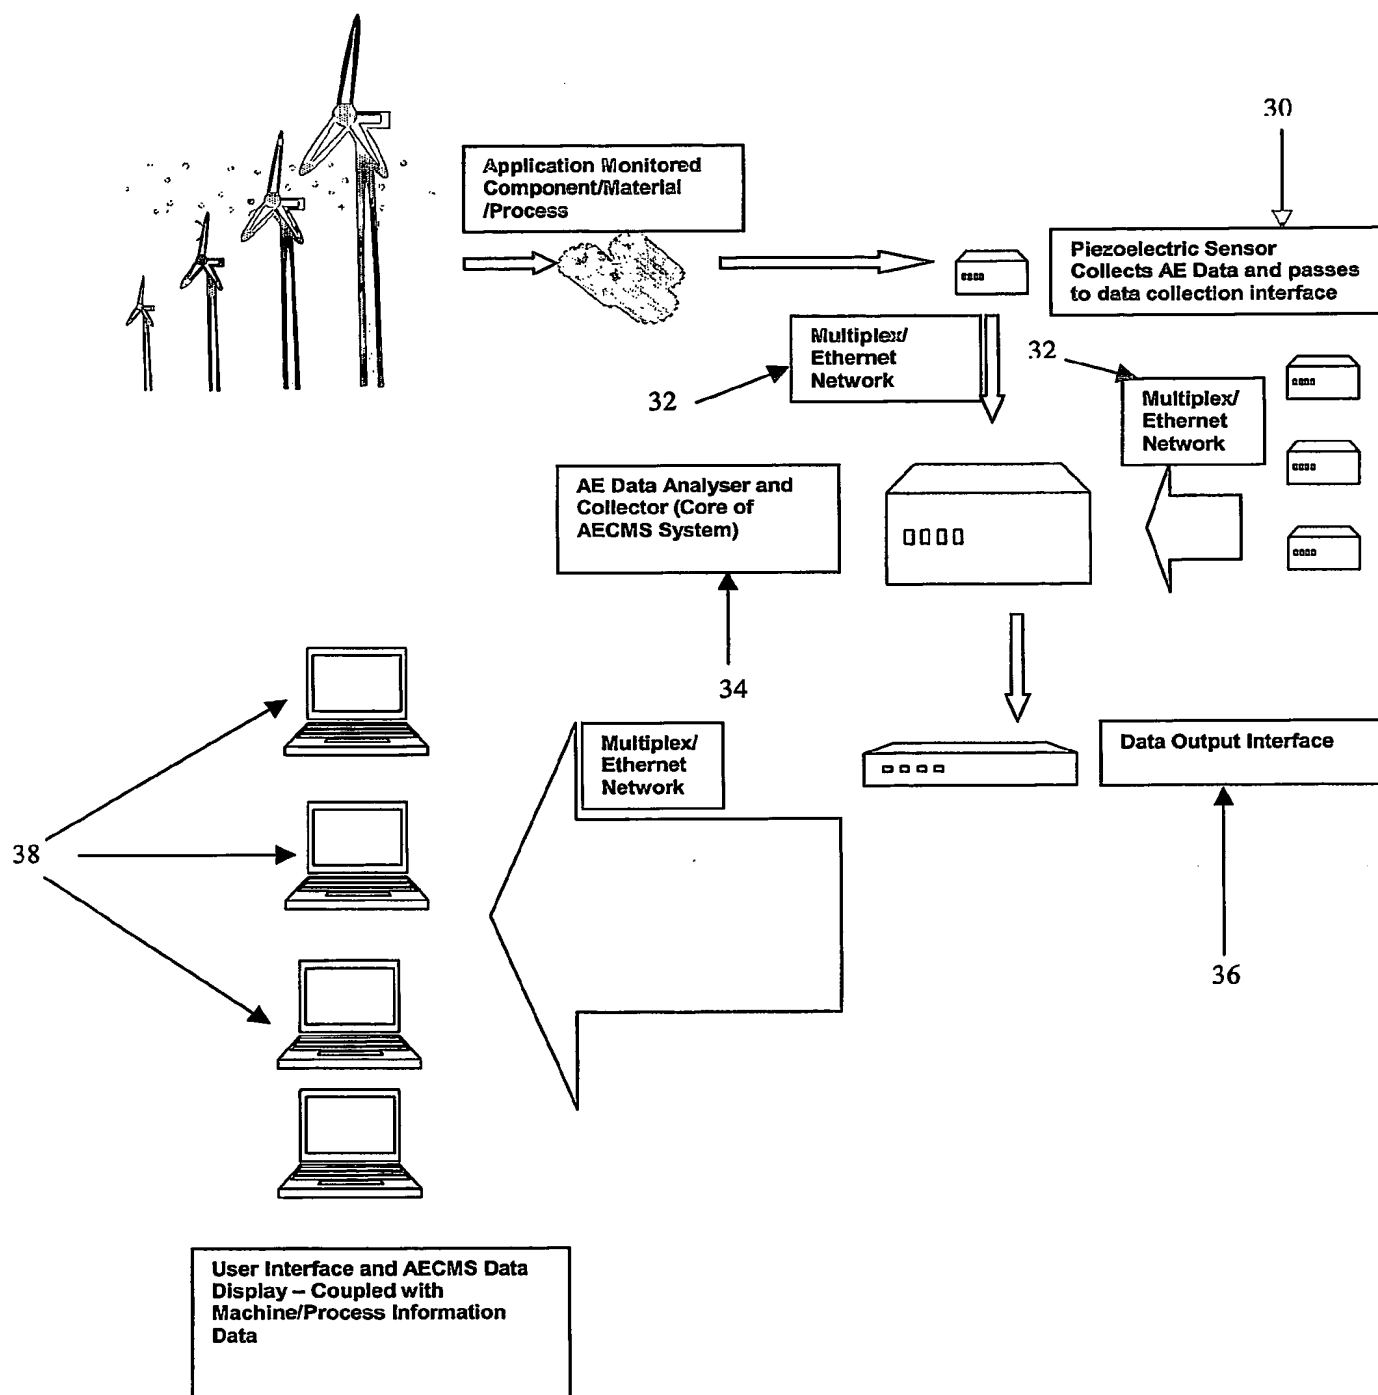 30
Application Monitored
Component/Material
/Process
Piezoelectric Sensor
Collects AE Data and passes
to data collection interface
Multiplex/
Ethernet
Network
32
32
Multiplex/
Ethernet
Network
AE Data Analyser and
Collector (Core of
AECMS System)
34
Multiplex/
Ethernet
Network
Data Output Interface
38
36
User Interface and AECMS Data
Display – Coupled with
Machine/Process Information
Data